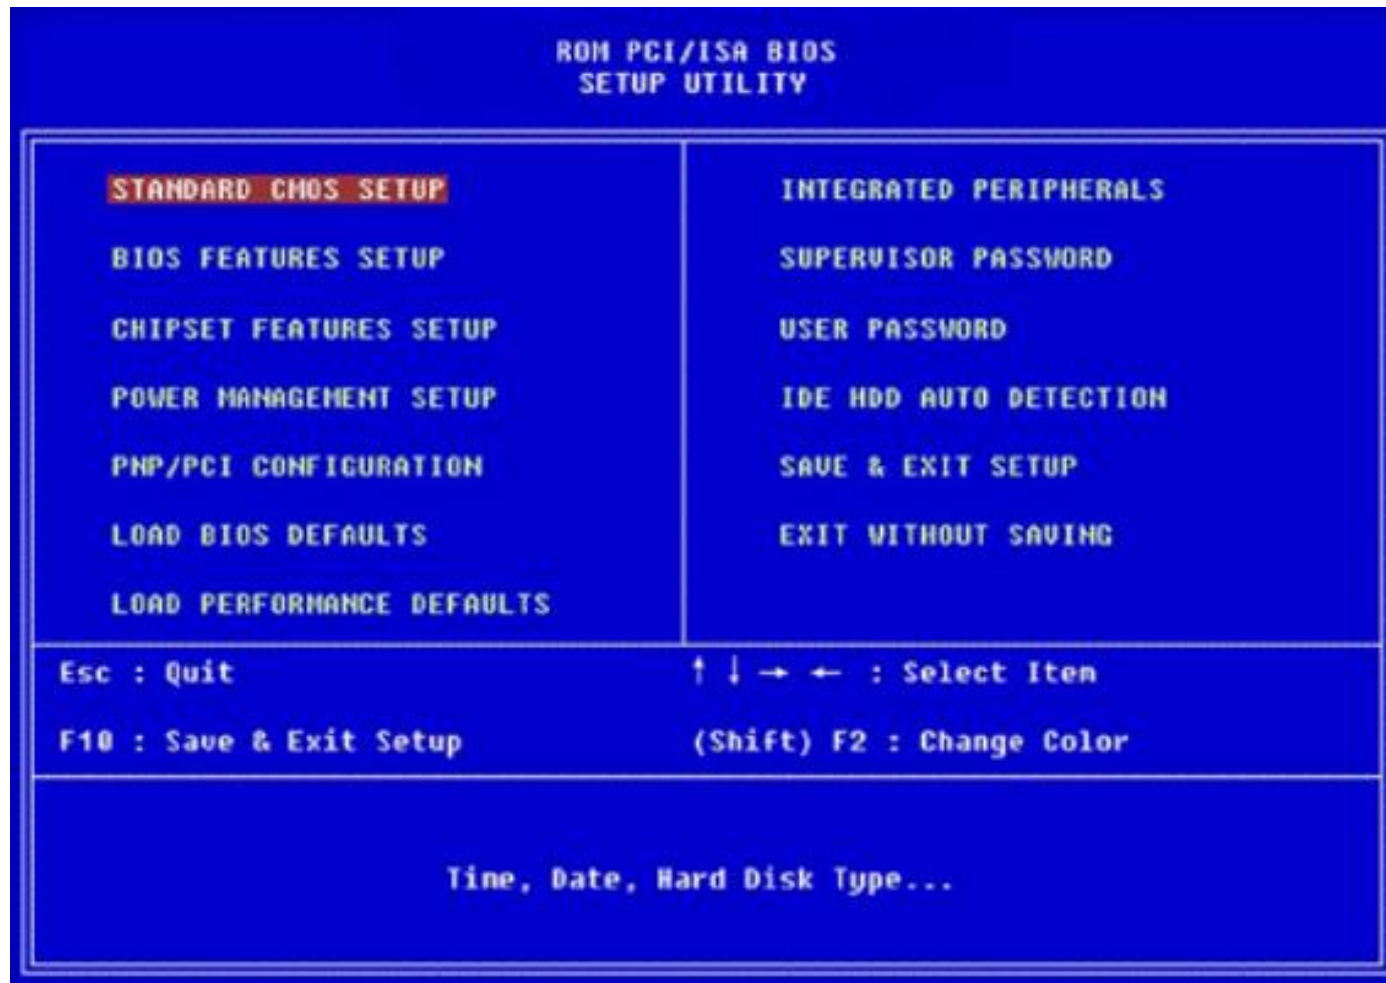 ROM PCI/ISA BIOS
SETUP UTILITY
STANDARD CMOS SETUP
BIOS FEATURES SETUP
CHIPSET FEATURES SETUP
POWER MANAGEMENT SETUP
PNP/PCI CONFIGURATION
LOAD BIOS DEFAULTS
LOAD PERFORMANCE DEFAULTS
INTEGRATED PERIPHERALS
SUPERVISOR PASSWORD
USER PASSWORD
IDE HDD AUTO DETECTION
SAVE & EXIT SETUP
EXIT WITHOUT SAVING
Esc : Quit
↑ ↓ → ← : Select Item
F10 : Save & Exit Setup
(Shift) F2 : Change Color
Time, Date, Hard Disk Type...